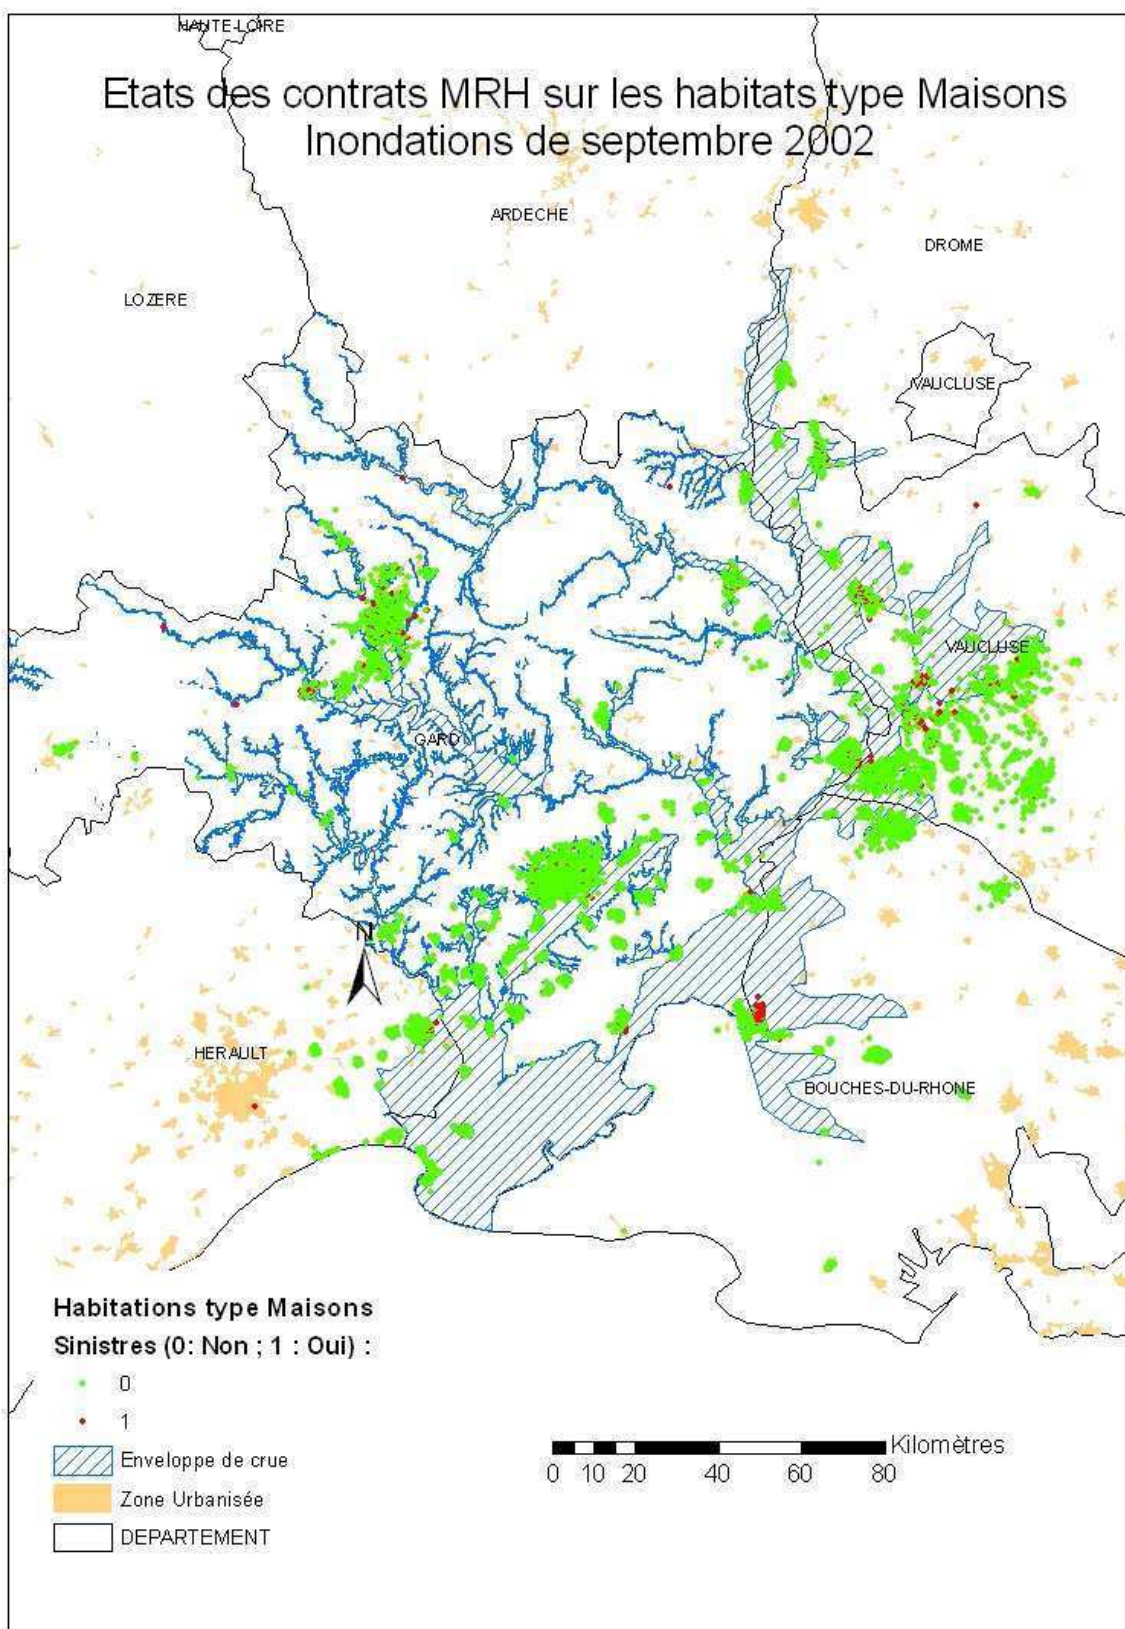 HAUTE-LOIRE
Etats des contrats MRH sur les habitats type Maisons
Inondations de septembre 2002
ARDECHE
DROME
LOZERE
VAUCLUSE
VAUCLUSE
GARD
N
HERAULT
BOUCHES-DU-RHONE
Habitations type Maisons
Sinistres (0: Non ; 1 : Oui) :
0
1
Enveloppe de crue
Zone Urbanisée
DEPARTEMENT
Kilomètres
0 10 20 40 60 80